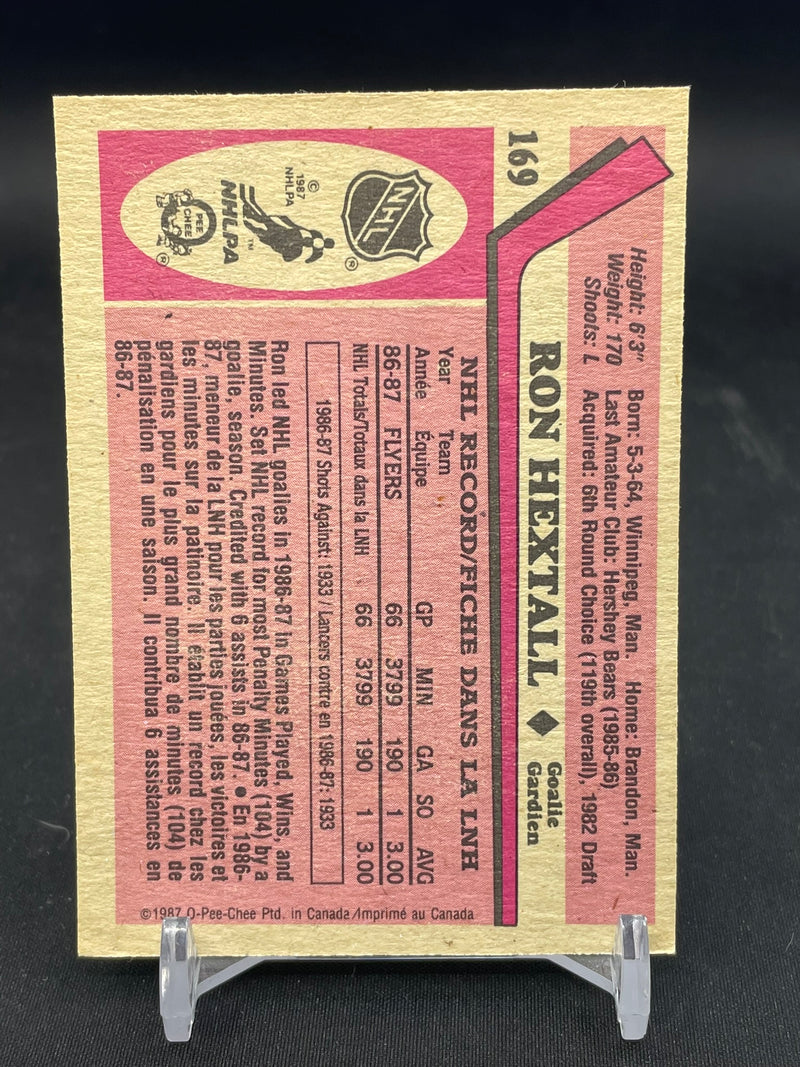 169
Height: 6'3"
Weight: 170
Shoots: L
Born: 5-3-64, Winnipeg, Man. Home: Brandon, Man.
Last Amateur Club: Hershey Bears (1985-86)
Acquired: 6th Round Choice (119th overall), 1982 Draft
RON HEXTALL ◆ Goalie
Gardien
NHL
®
© 1987
NHLPA
NHLPA
TM
O PEE CHEE
®
NHL RECORD/FICHE DANS LA LNH
Year Team
Année Équipe GP MIN GA SO AVG
86-87 FLYERS 66 3799 190 1 3.00
NHL Totals/Totaux dans la LNH 66 3799 190 1 3.00
1986-87 Shots Against: 1933 / Lancers contre en 1986-87: 1933
Ron led NHL goalies in 1986-87 in Games Played, Wins, and
Minutes. Set NHL record for most Penalty Minutes (104) by a
goalie, season. Credited with 6 assists in 86-87. ● En 1986-
87, meneur de la LNH pour les parties jouées, les victoires et
les minutes sur la patinoire. Il établit un record chez les
gardiens pour le plus grand nombre de minutes (104) de
pénalisation en une saison. Il contribua 6 assistances en
86-87.
©1987 O-Pee-Chee Ptd. in Canada/Imprimé au Canada